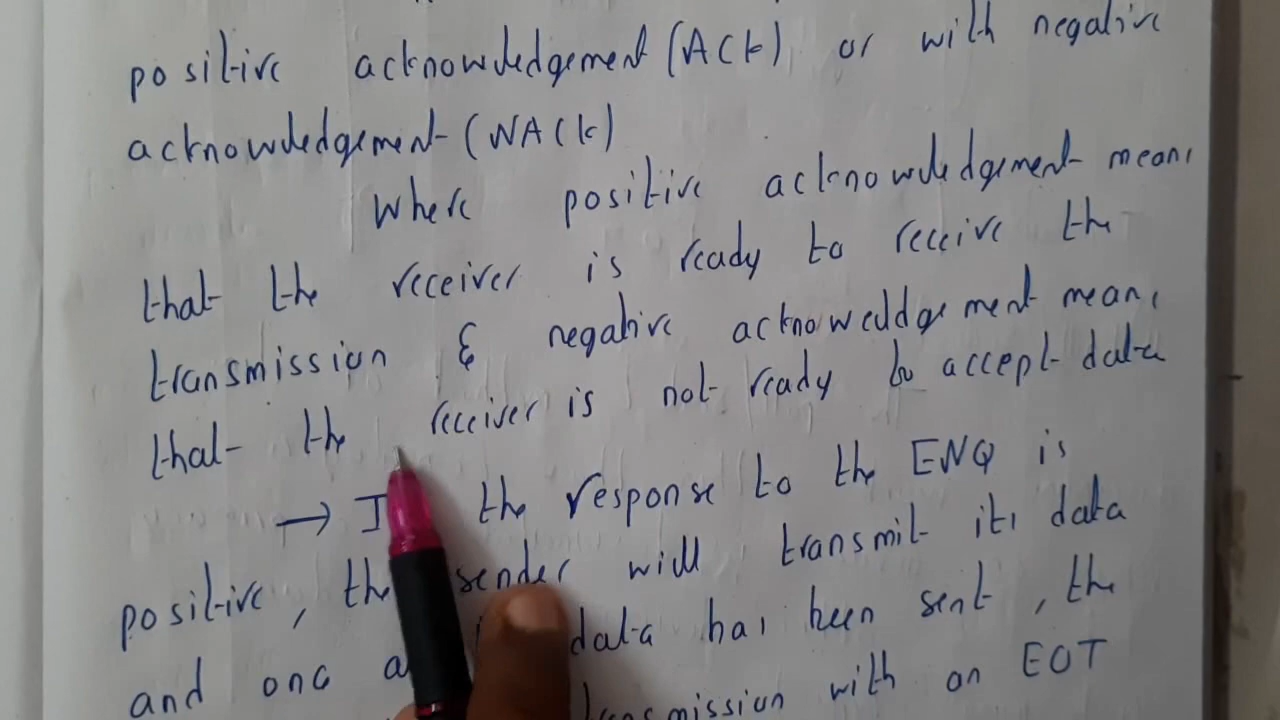 positive acknowledgement (ACK) or with negative
acknowledgement (NACK)
Where positive acknowledgement means
that the receiver is ready to receive the
transmission & negative acknoweddgement means
that the receiver is not ready to accept data
→ the response to the ENQ is
positive, the sender will transmit its data
and once data has been sent, the
with an EOT